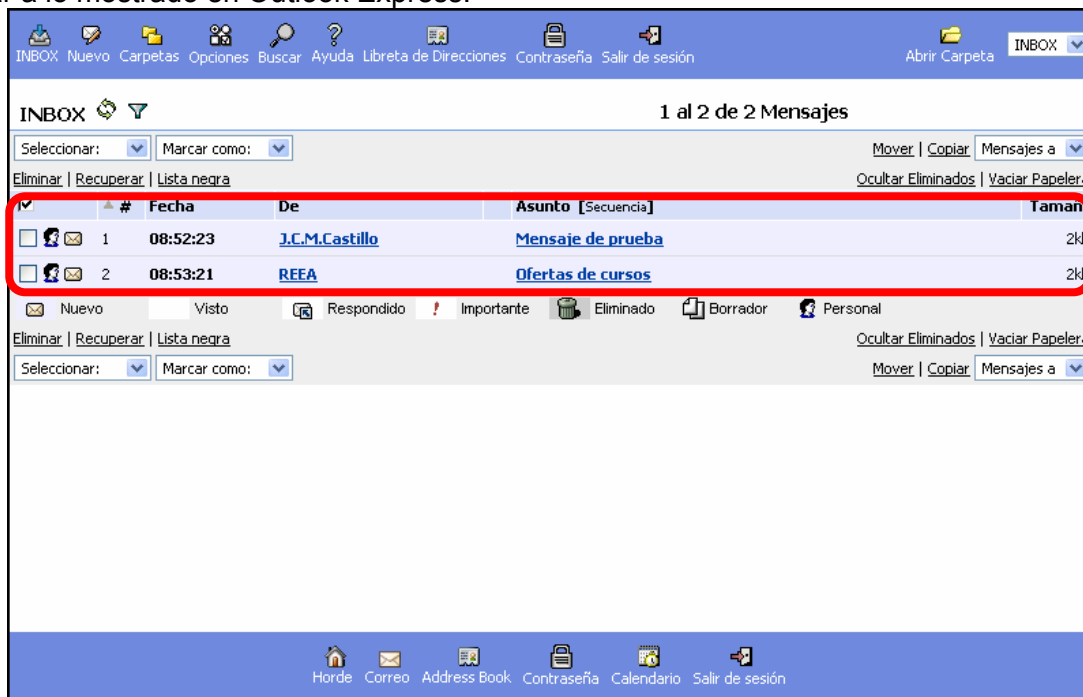 a lo mostrado en Outlook Express.
INBOX Nuevo Carpetas Opciones Buscar Ayuda Libreta de Direcciones Contraseña Salir de sesión Abrir Carpeta INBOX
INBOX 1 al 2 de 2 Mensajes
Seleccionar: Marcar como: Mover | Copiar Mensajes a
Eliminar | Recuperar | Lista negra Ocultar Eliminados | Vaciar Papelera
# Fecha De Asunto [Secuencia] Tamañ
1 08:52:23 J.C.M.Castillo Mensaje de prueba 2k
2 08:53:21 REEA Ofertas de cursos 2k
Nuevo Visto Respondido ! Importante Eliminado Borrador Personal
Eliminar | Recuperar | Lista negra Ocultar Eliminados | Vaciar Papelera
Seleccionar: Marcar como: Mover | Copiar Mensajes a
Horde Correo Address Book Contraseña Calendario Salir de sesión